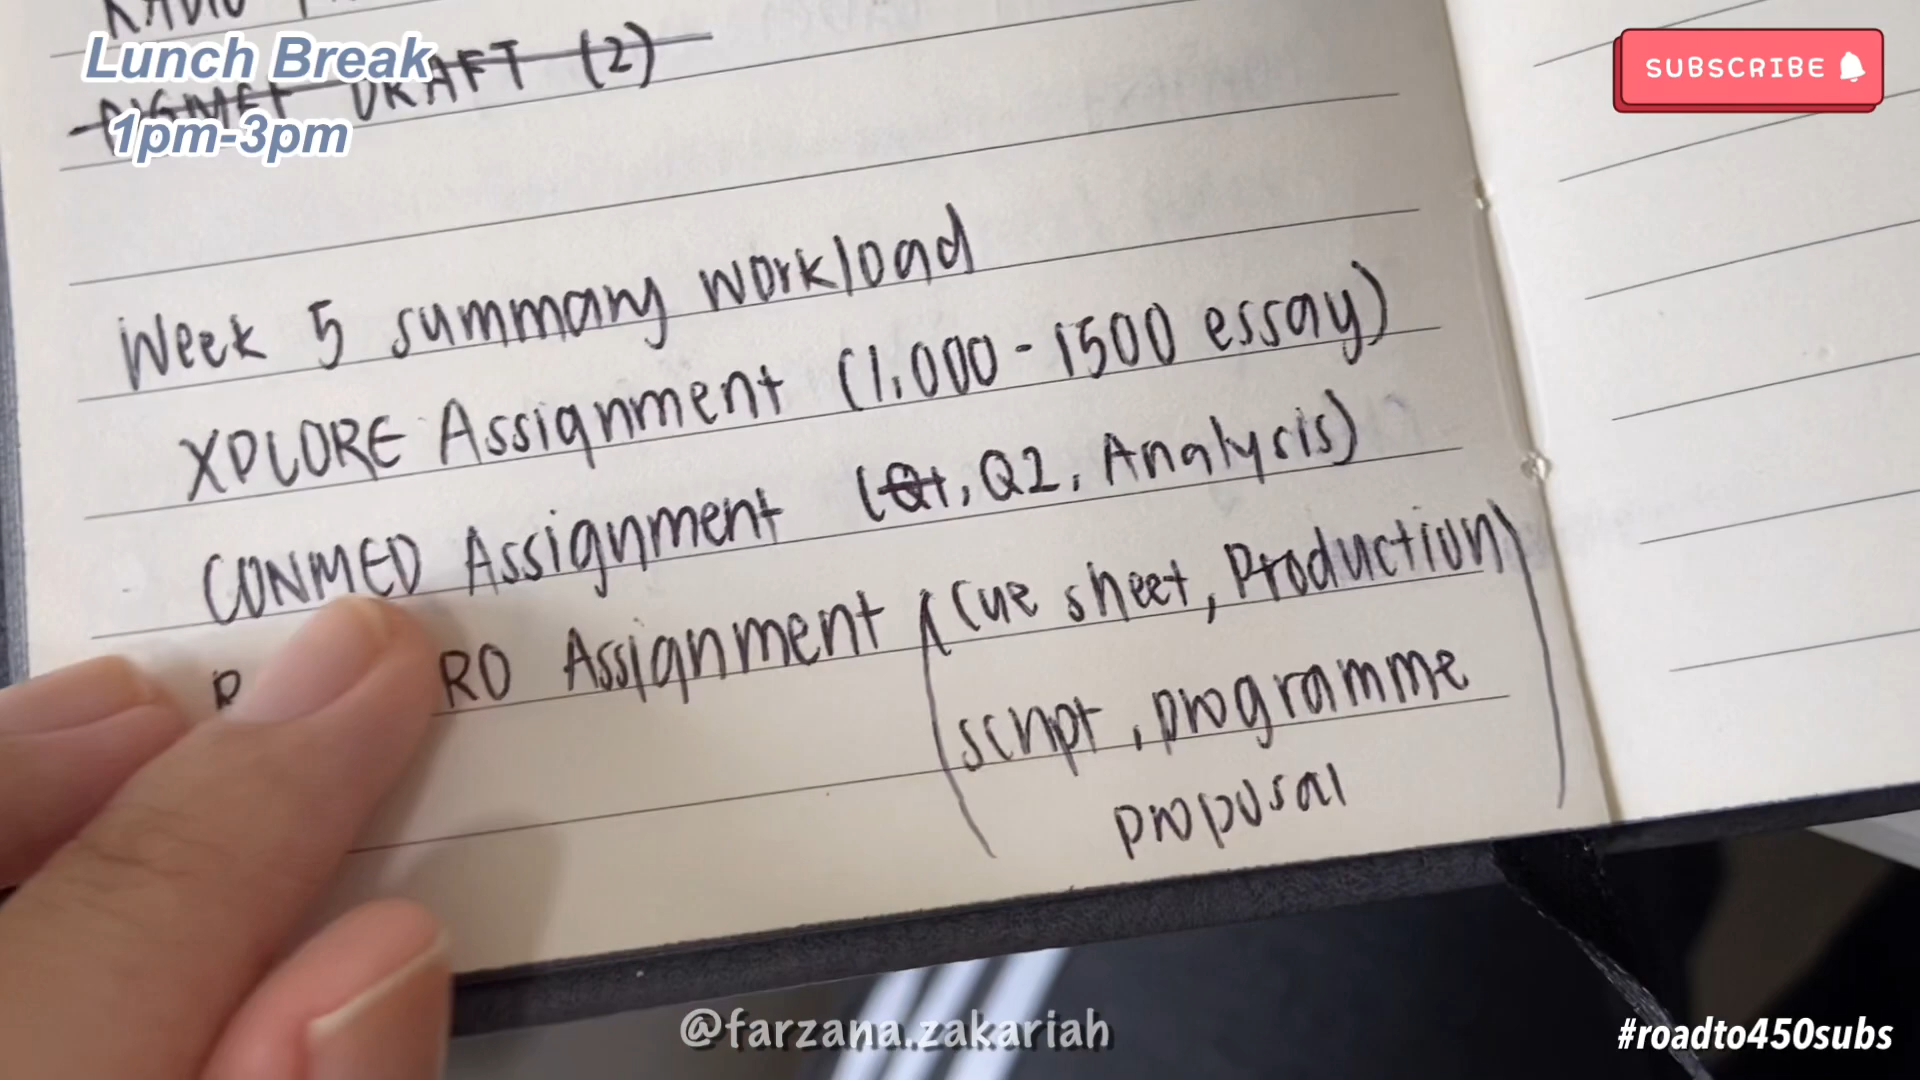 RADIO
Lunch Break
DRAFT (2)
1pm-3pm
SUBSCRIBE
Week 5 summary workload
XPLORE Assignment (1,000 - 1500 essay)
CONMED Assignment (Q1, Q2, Analysis)
RO Assignment (Cue sheet, Production
script, programme
proposal)
@farzana.zakariah
#roadto450subs